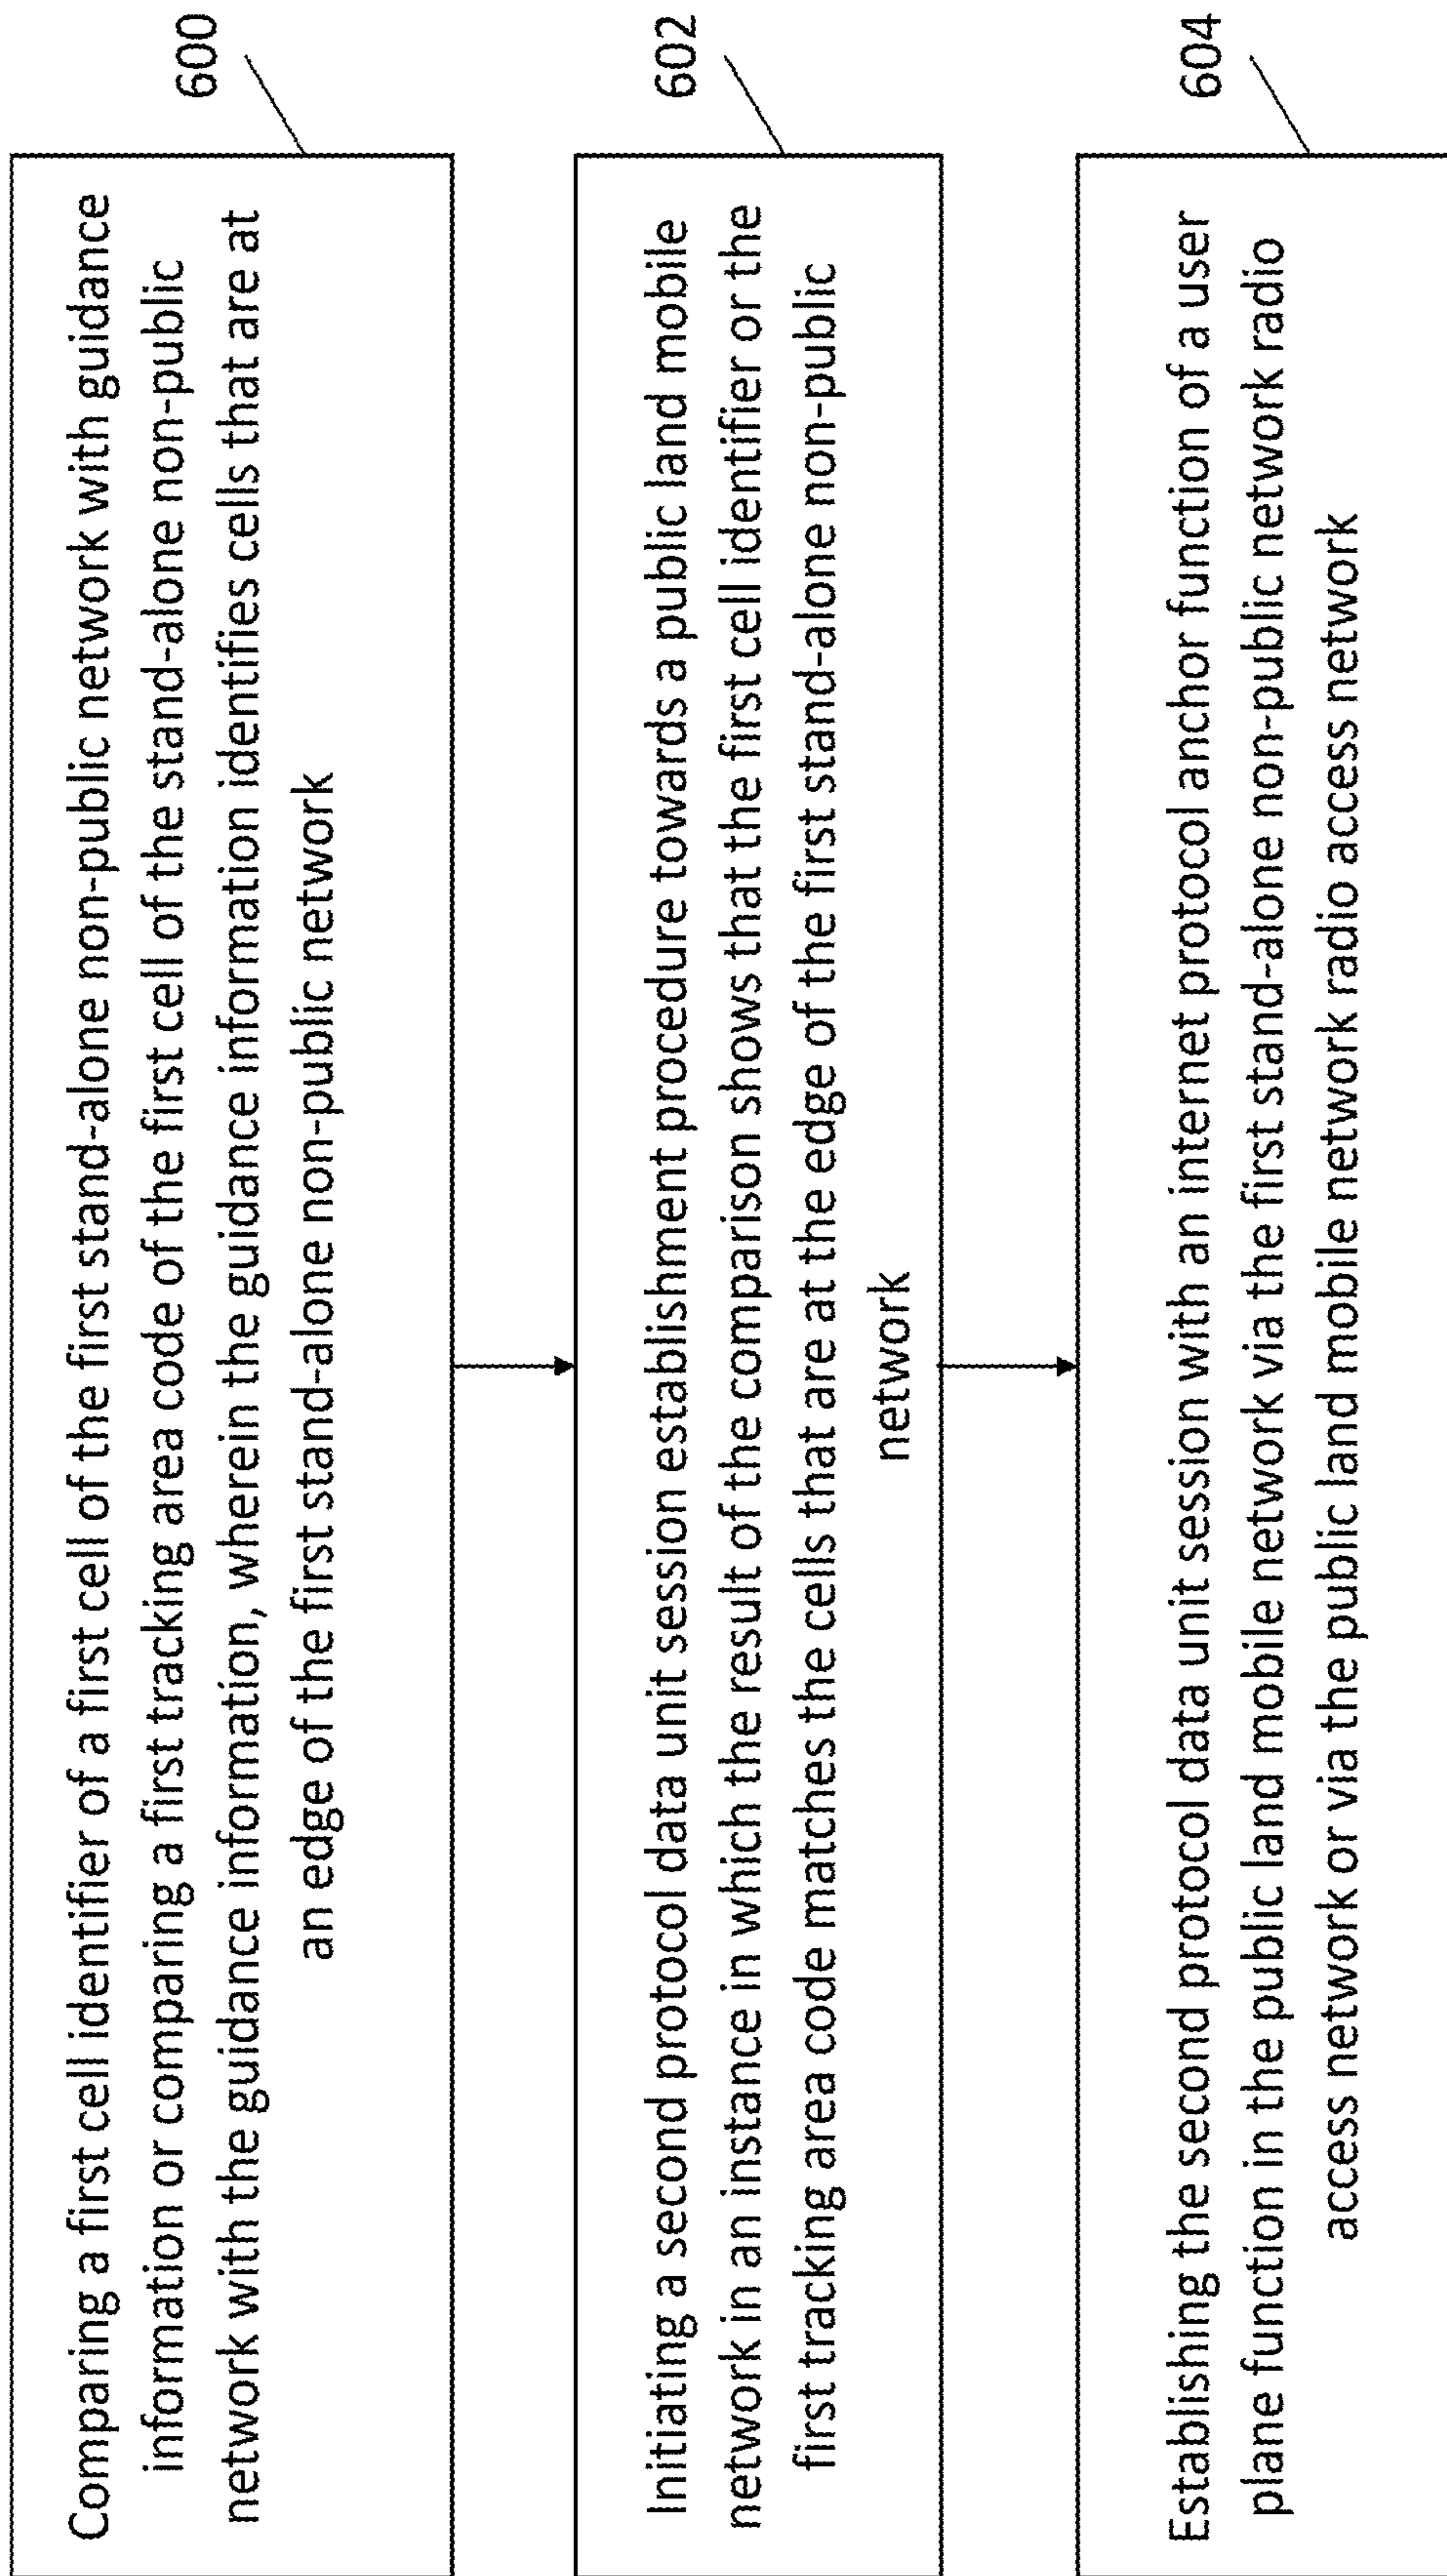 Comparing a first cell identifier of a first cell of the first stand-alone non-public network with guidance
information or comparing a first tracking area code of the first cell of the stand-alone non-public
network with the guidance information, wherein the guidance information identifies cells that are at
an edge of the first stand-alone non-public network
600
Initiating a second protocol data unit session establishment procedure towards a public land mobile
network in an instance in which the result of the comparison shows that the first cell identifier or the
first tracking area code matches the cells that are at the edge of the first stand-alone non-public
network
602
Establishing the second protocol data unit session with an internet protocol anchor function of a user
plane function in the public land mobile network via the first stand-alone non-public network radio
access network or via the public land mobile network radio access network
604